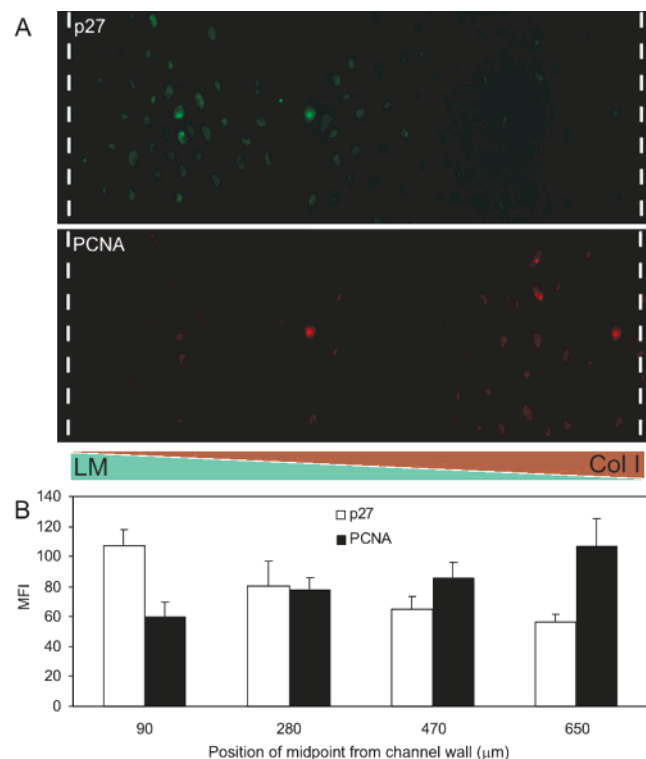 A
p27
PCNA
LM
Col I
B
140
120
100
80
60
40
20
0
MFI
p27
PCNA
90 280 470 650
Position of midpoint from channel wall (μm)